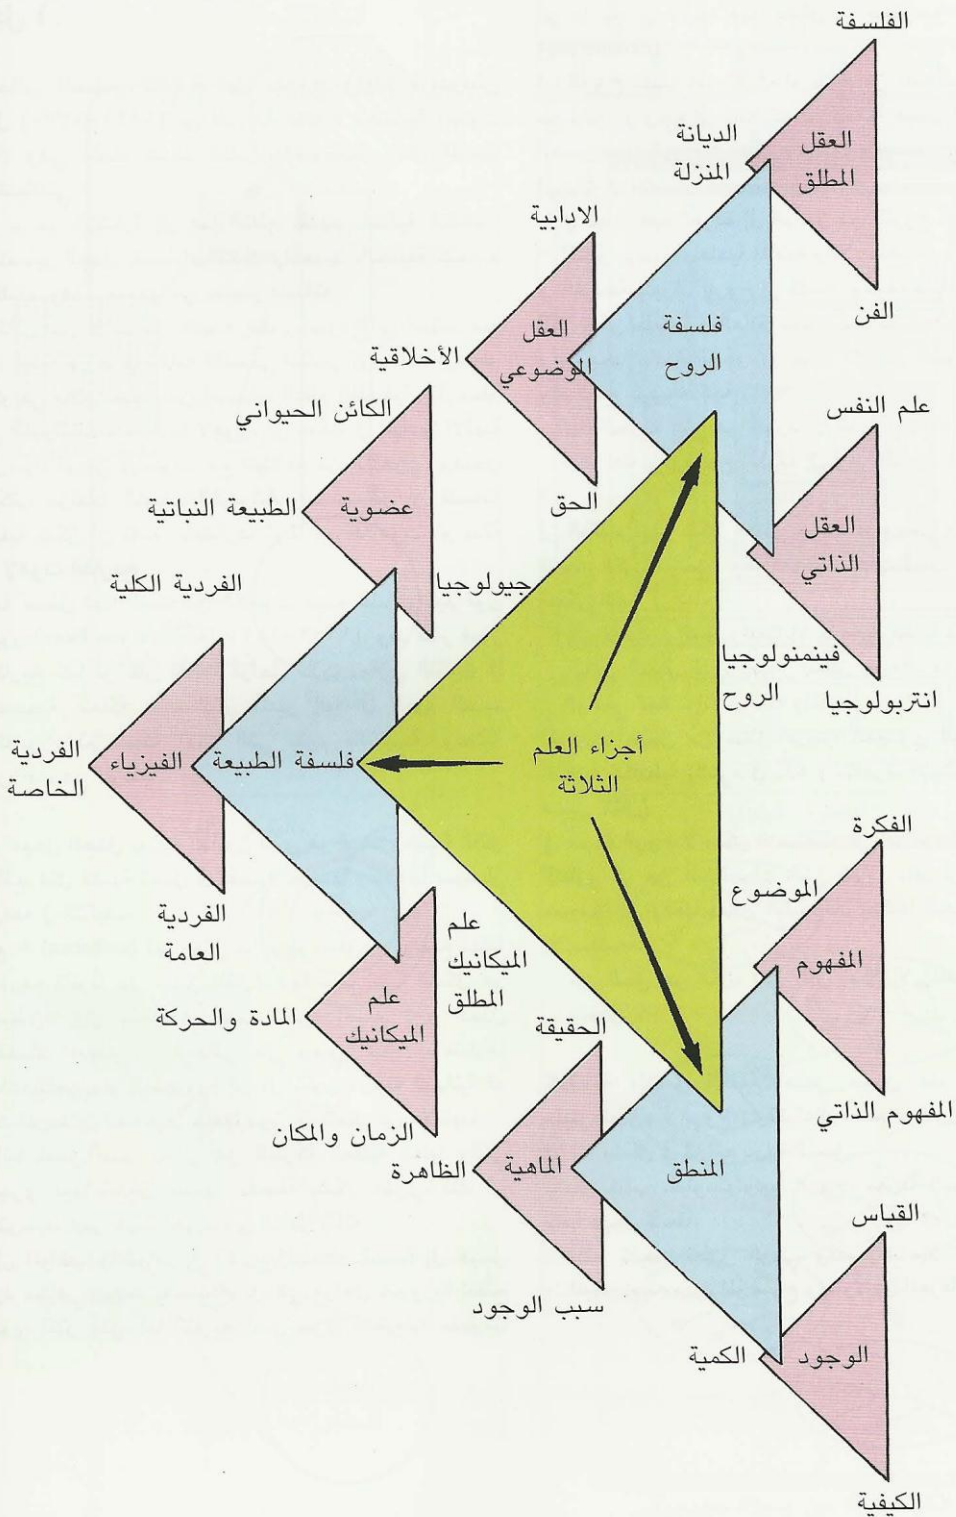 الفلسفة
العقل
المطلق
الديانة
المنزلة
الفن
الادابية
العقل
الموضوعي
الأخلاقية
الحق
فلسفة
الروح
علم النفس
العقل
الذاتي
فينمنولوجيا
الروح
انتربولوجيا
الكائن الحيواني
عضوية
الطبيعة النباتية
جيولوجيا
الفردية الكلية
الفيزياء
الفردية
الخاصة
الفردية
العامة
فلسفة الطبيعة
أجزاء العلم
الثلاثة
علم
الميكانيك
المطلق
علم
الميكانيك
المادة والحركة
الزمان والمكان
الفكرة
الموضوع
المفهوم
المفهوم الذاتي
المنطق
الحقيقة
الماهية
الظاهرة
سبب الوجود
القياس
الوجود
الكمية
الكيفية